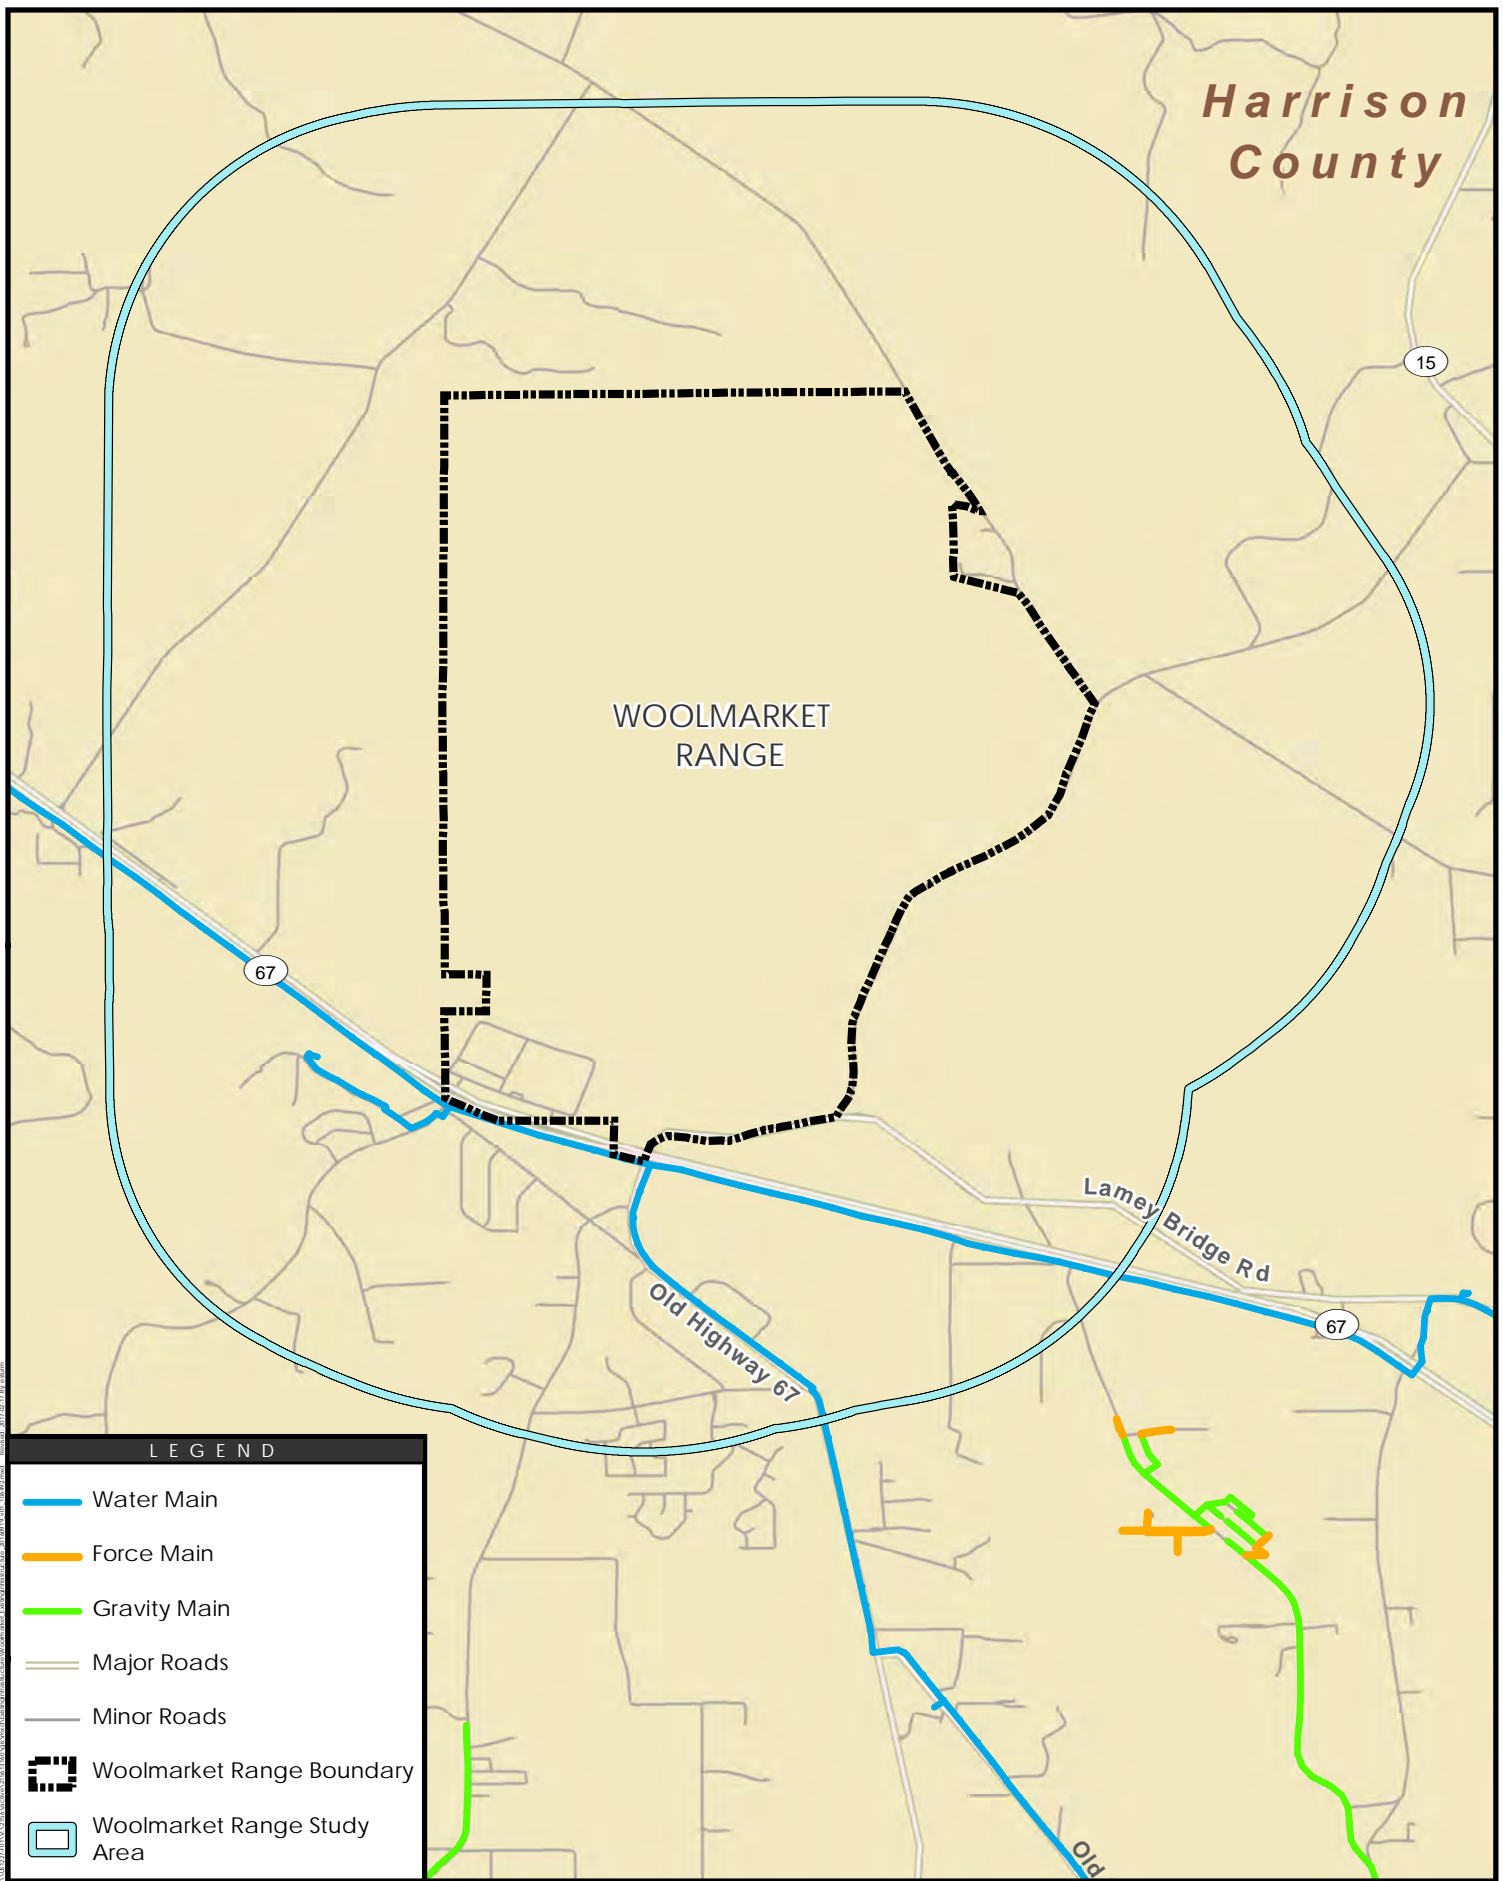 Harrison
County
15
WOOLMARKET
RANGE
67
Lamey Bridge Rd
Old Highway 67
67
LEGEND
Water Main
Force Main
Gravity Main
Major Roads
Minor Roads
Woolmarket Range Boundary
Woolmarket Range Study
Area
Old